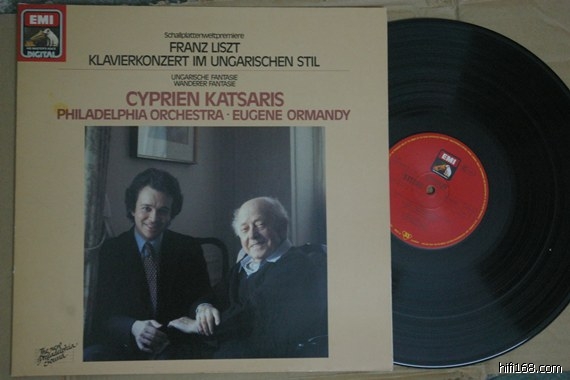 EMI
DIGITAL
Schallplattenweltpremiere
FRANZ LISZT
KLAVIERKONZERT IM UNGARISCHEN STIL
UNGARISCHE FANTASIE
WANDERER FANTASIE
CYPRIEN KATSARIS
PHILADELPHIA ORCHESTRA · EUGENE ORMANDY
EMI
hifi168.com